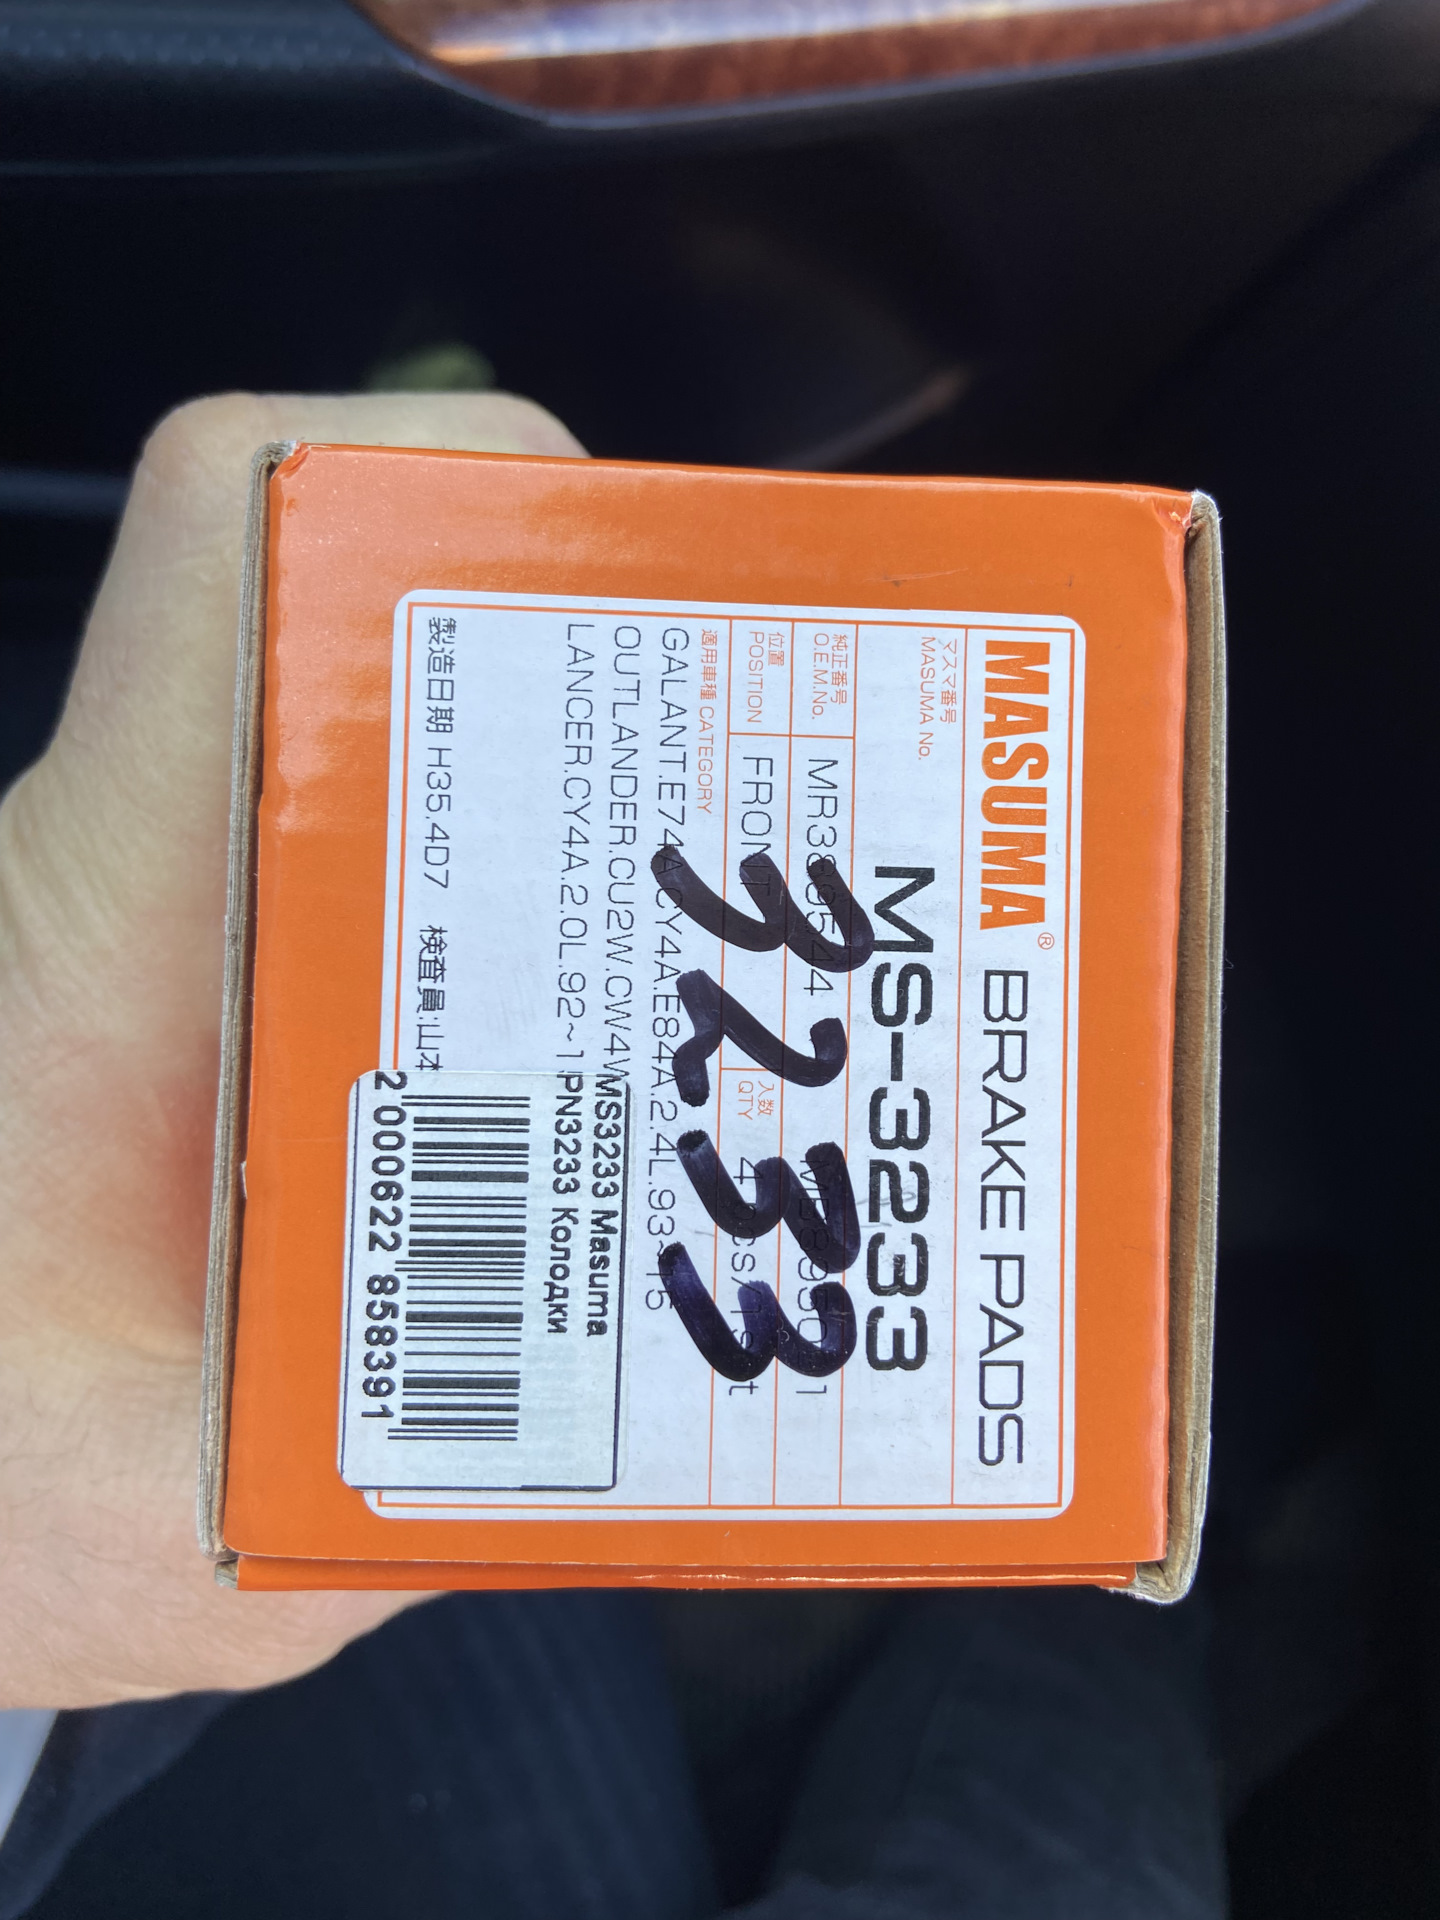 MASUMA® BRAKE PADS
マスマ番号
MASUMA No.
MS-3233
純正番号
O.E.M.No.
位置
POSITION
FRONT
入数
QTY
適用車種 CATEGORY
GALANT.E74A.CY4A.E84A.2.4L.93~15
OUTLANDER.CU2W.CW4W
LANCER.CY4A.2.0L.92~1
製造日期 H35.4D7 検査員:山本
3233
MS3233 Masuma
PN3233 Колодки
2 000622 858391